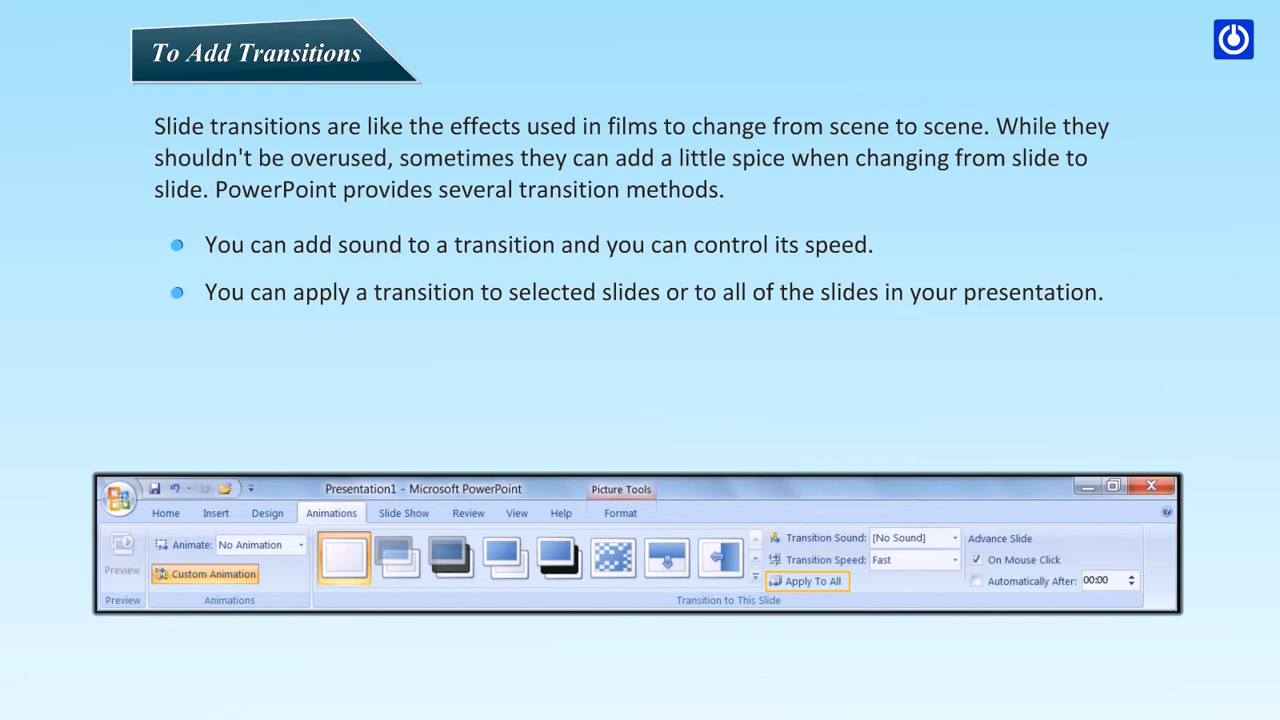 To Add Transitions
Slide transitions are like the effects used in films to change from scene to scene. While they
shouldn't be overused, sometimes they can add a little spice when changing from slide to
slide. PowerPoint provides several transition methods.
You can add sound to a transition and you can control its speed.
You can apply a transition to selected slides or to all of the slides in your presentation.
Presentation1 - Microsoft PowerPoint Picture Tools
Home Insert Design Animations Slide Show Review View Help Format
Animate: No Animation Transition Sound: [No Sound] Advance Slide
Preview Transition Speed: Fast On Mouse Click
Custom Animation Apply To All Automatically After: 00:00
Preview Animations Transition to This Slide